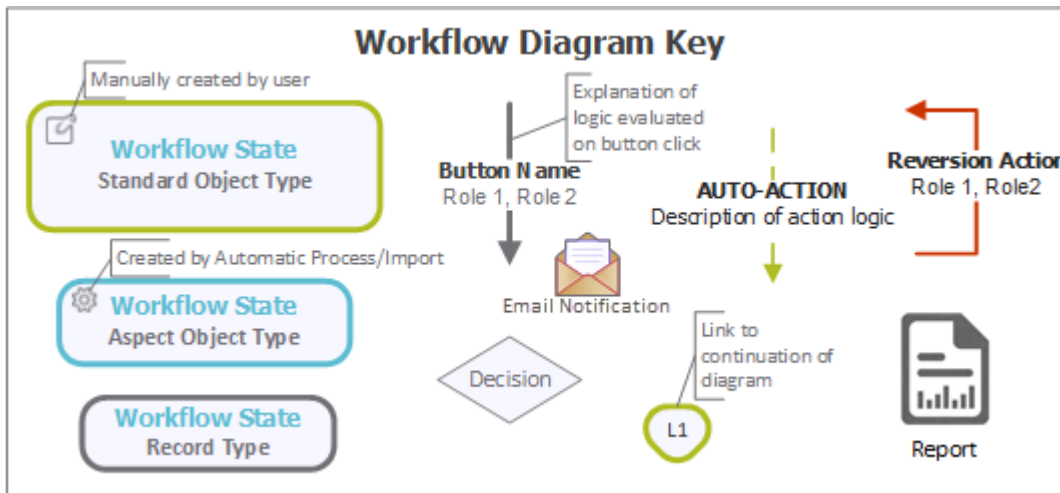 Workflow Diagram Key
Manually created by user
Workflow State
Standard Object Type
Created by Automatic Process/Import
Workflow State
Aspect Object Type
Workflow State
Record Type
Explanation of
logic evaluated
on button click
Button Name
Role 1, Role 2
Email Notification
Decision
AUTO-ACTION
Description of action logic
Link to
continuation of
diagram
L1
Reversion Action
Role 1, Role2
Report